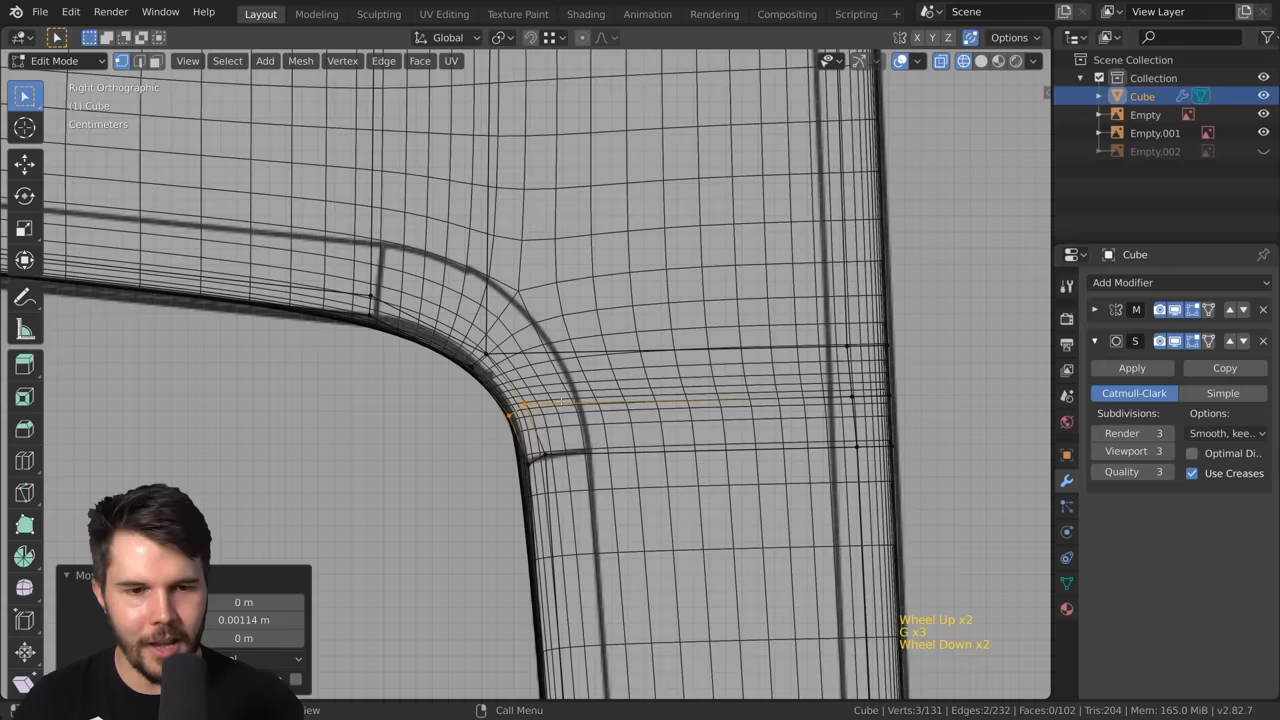 File Edit Render Window Help Layout Modeling Sculpting UV Editing Texture Paint Shading Animation Rendering Compositing Scripting + Scene View Layer
Global X Y Z Options
Edit Mode View Select Add Mesh Vertex Edge Face UV
Right Orthographic
(1) Cube
Centimeters
Scene Collection
Collection
Cube
Empty
Empty.001
Empty.002
Cube
Add Modifier
M
S
Apply Copy
Catmull-Clark Simple
Subdivisions: Options:
Render 3 Smooth, kee..
Viewport 3 Optimal Di..
Quality 3 Use Creases
Mov
0 m
0.00114 m
0 m
Wheel Up x2
G x3
Wheel Down x2
Call Menu Cube | Verts:3/131 | Edges:2/232 | Faces:0/102 | Tris:204 | Mem: 165.0 MiB | v2.82.7